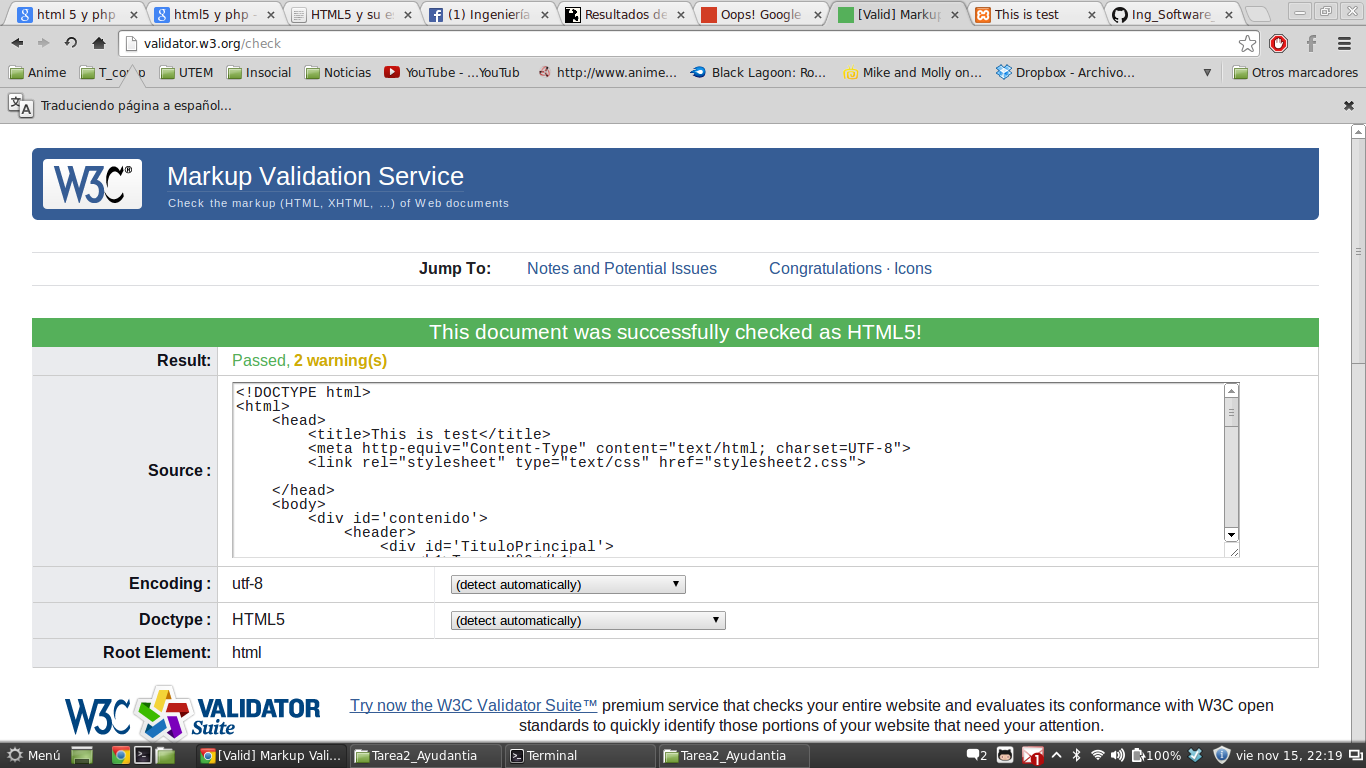 html 5 y php
html5 y php -
HTML5 y su es
(1) Ingeniería
Resultados de
Oops! Google
[Valid] Markup
This is test
Ing_Software_
validator.w3.org/check
Anime
UTEM
Insocial
Noticias
YouTube - ...YouTub
http://www.anime...
Black Lagoon: Ro...
Mike and Molly on...
Dropbox - Archivo...
Otros marcadores
Traduciendo página a español...
W3C®
Markup Validation Service
Check the markup (HTML, XHTML, …) of Web documents
Jump To: Notes and Potential Issues Congratulations · Icons
This document was successfully checked as HTML5!
Result: Passed, 2 warning(s)
Source :
<!DOCTYPE html>
<html>
<head>
<title>This is test</title>
<meta http-equiv="Content-Type" content="text/html; charset=UTF-8">
<link rel="stylesheet" type="text/css" href="stylesheet2.css">
</head>
<body>
<div id='contenido'>
<header>
<div id='TituloPrincipal'>
Encoding : utf-8 (detect automatically)
Doctype : HTML5 (detect automatically)
Root Element: html
W3C VALIDATOR Suite
Try now the W3C Validator Suite™ premium service that checks your entire website and evaluates its conformance with W3C open
standards to quickly identify those portions of your website that need your attention.
Menú
[Valid] Markup Vali...
Tarea2_Ayudantia
Terminal
Tarea2_Ayudantia
2
1
100%
vie nov 15, 22:19